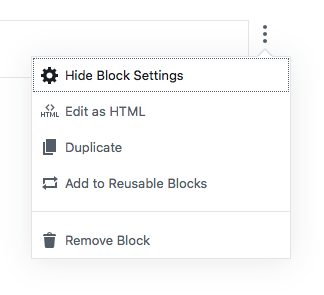 Hide Block Settings
HTML Edit as HTML
Duplicate
Add to Reusable Blocks
Remove Block